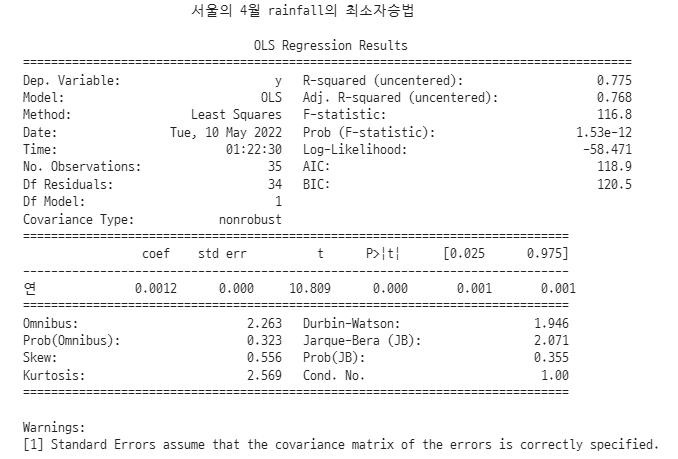 서울의 4월 rainfall의 최소자승법
OLS Regression Results
==============================================================================
Dep. Variable: y R-squared (uncentered): 0.775
Model: OLS Adj. R-squared (uncentered): 0.768
Method: Least Squares F-statistic: 116.8
Date: Tue, 10 May 2022 Prob (F-statistic): 1.53e-12
Time: 01:22:30 Log-Likelihood: -58.471
No. Observations: 35 AIC: 118.9
Df Residuals: 34 BIC: 120.5
Df Model: 1
Covariance Type: nonrobust
==============================================================================
coef std err t P>¦t¦ [0.025 0.975]
------------------------------------------------------------------------------
연 0.0012 0.000 10.809 0.000 0.001 0.001
==============================================================================
Omnibus: 2.263 Durbin-Watson: 1.946
Prob(Omnibus): 0.323 Jarque-Bera (JB): 2.071
Skew: 0.556 Prob(JB): 0.355
Kurtosis: 2.569 Cond. No. 1.00
==============================================================================
Warnings:
[1] Standard Errors assume that the covariance matrix of the errors is correctly specified.